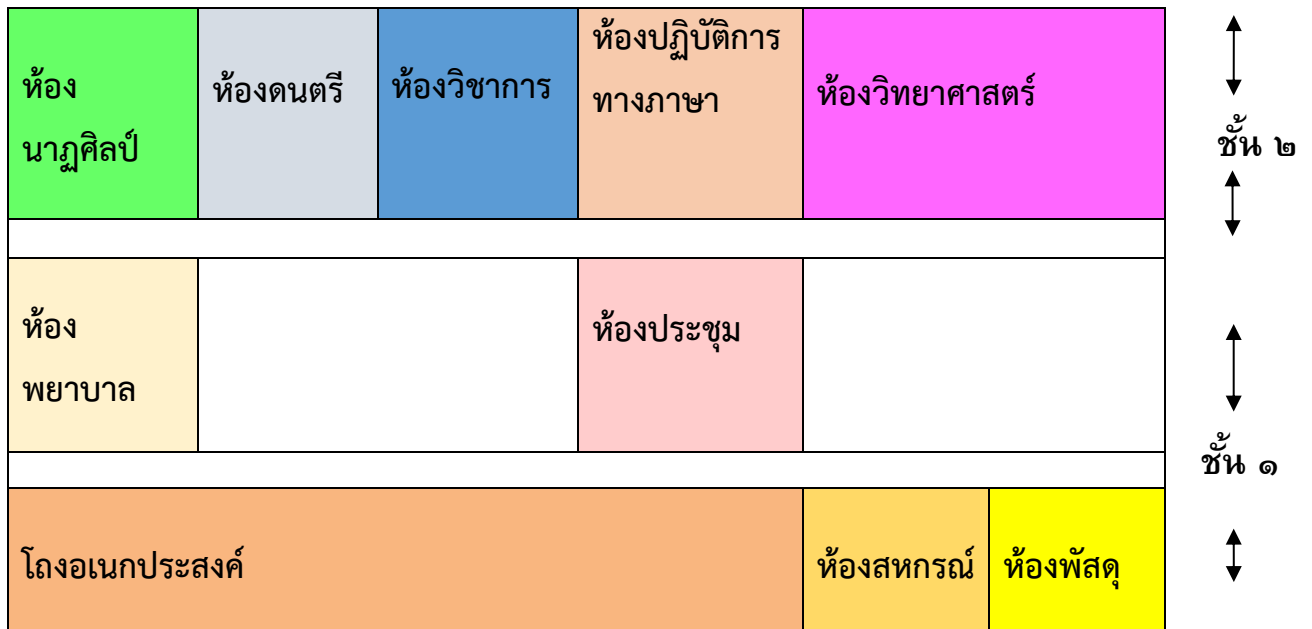 ห้อง
นาฏศิลป์
ห้องดนตรี
ห้องวิชาการ
ห้องปฏิบัติการ
ทางภาษา
ห้องวิทยาศาสตร์
ชั้น ๒
ห้อง
พยาบาล
ห้องประชุม
ชั้น ๑
โถงอเนกประสงค์
ห้องสหกรณ์
ห้องพัสดุ